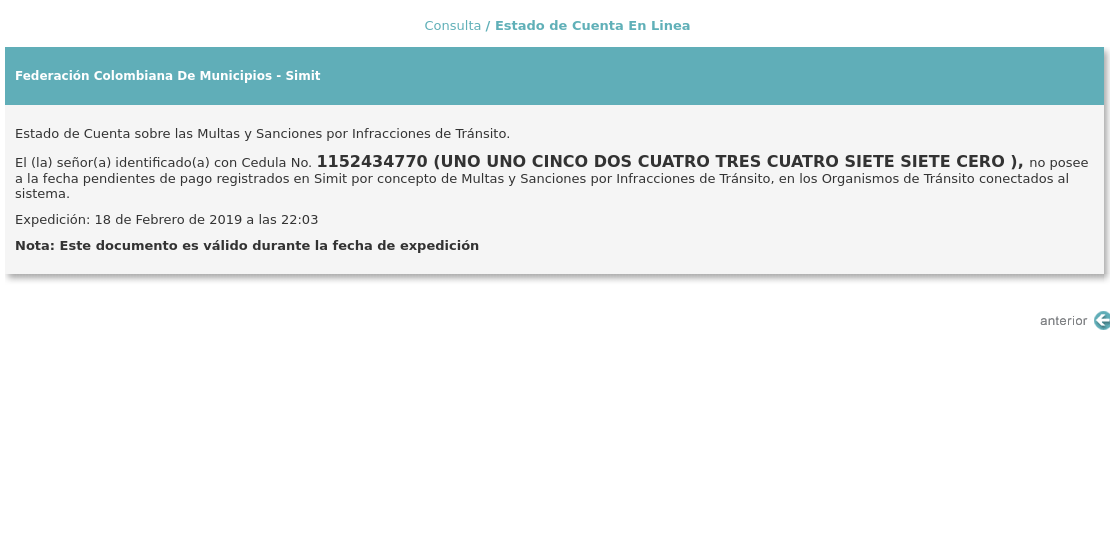 Consulta / Estado de Cuenta En Linea
Federación Colombiana De Municipios - Simit
Estado de Cuenta sobre las Multas y Sanciones por Infracciones de Tránsito.
El (la) señor(a) identificado(a) con Cedula No. 1152434770 (UNO UNO CINCO DOS CUATRO TRES CUATRO SIETE SIETE CERO ), no posee
a la fecha pendientes de pago registrados en Simit por concepto de Multas y Sanciones por Infracciones de Tránsito, en los Organismos de Tránsito conectados al
sistema.
Expedición: 18 de Febrero de 2019 a las 22:03
Nota: Este documento es válido durante la fecha de expedición
anterior